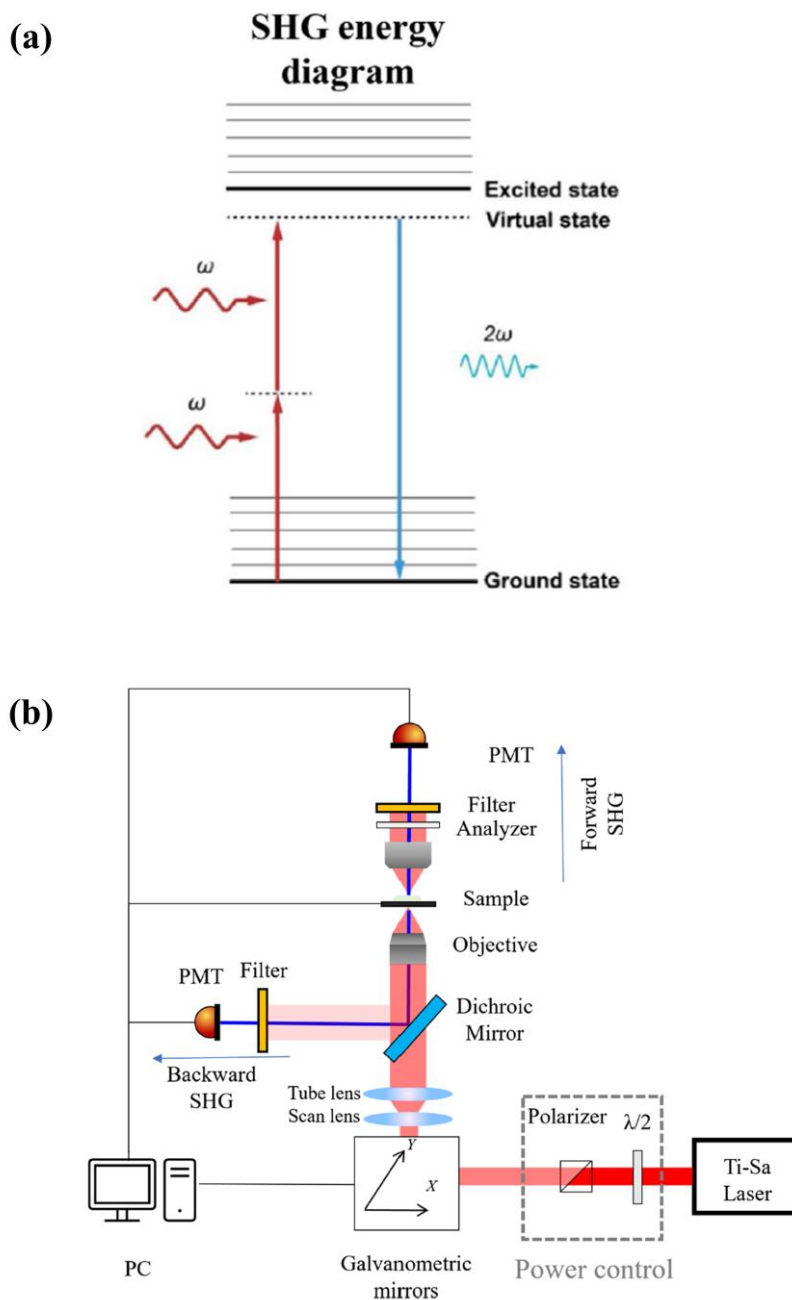 (a)
SHG energy
diagram
Excited state
Virtual state
ω
2ω
ω
Ground state
(b)
PMT
Filter
Analyzer
Forward
SHG
Sample
Objective
PMT
Filter
Dichroic
Mirror
Backward
SHG
Tube lens
Scan lens
Polarizer
λ/2
Y
X
Ti-Sa
Laser
PC
Galvanometric
mirrors
Power control